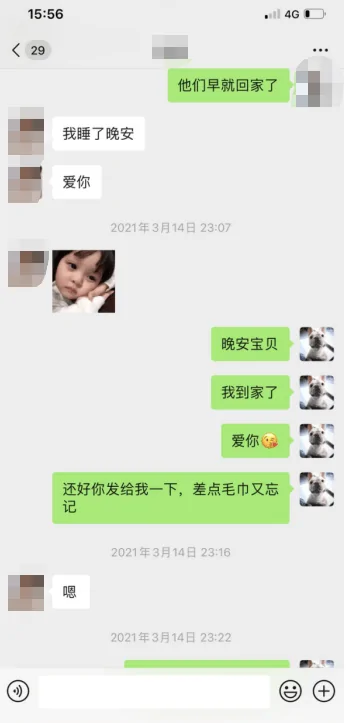 15:56
4G
29
他们早就回家了
我睡了晚安
爱你
2021年3月14日 23:07
晚安宝贝
我到家了
爱你😘
还好你发给我一下，差点毛巾又忘
记
2021年3月14日 23:16
嗯
2021年3月14日 23:22